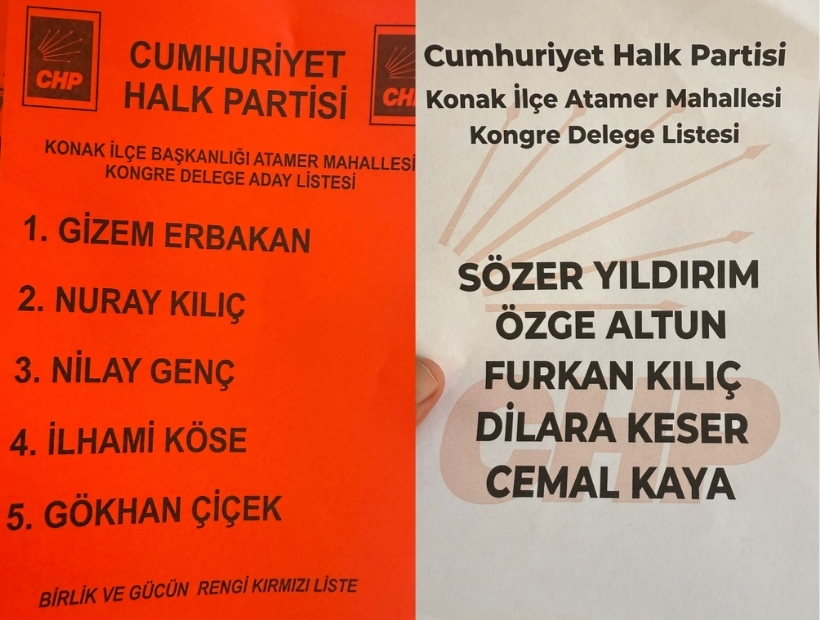 CHP
CUMHURİYET
HALK PARTİSİ
KONAK İLÇE BAŞKANLIĞI ATAMER MAHALLESİ
KONGRE DELEGE ADAY LİSTESİ
1. GİZEM ERBAKAN
2. NURAY KILIÇ
3. NİLAY GENÇ
4. İLHAMİ KÖSE
5. GÖKHAN ÇİÇEK
BİRLİK VE GÜCÜN RENGİ KIRMIZI LİSTE
CH
Cumhuriyet Halk Partisi
Konak İlçe Atamer Mahallesi
Kongre Delege Listesi
SÖZER YILDIRIM
ÖZGE ALTUN
FURKAN KILIÇ
DİLARA KESER
CEMAL KAYA
CHP